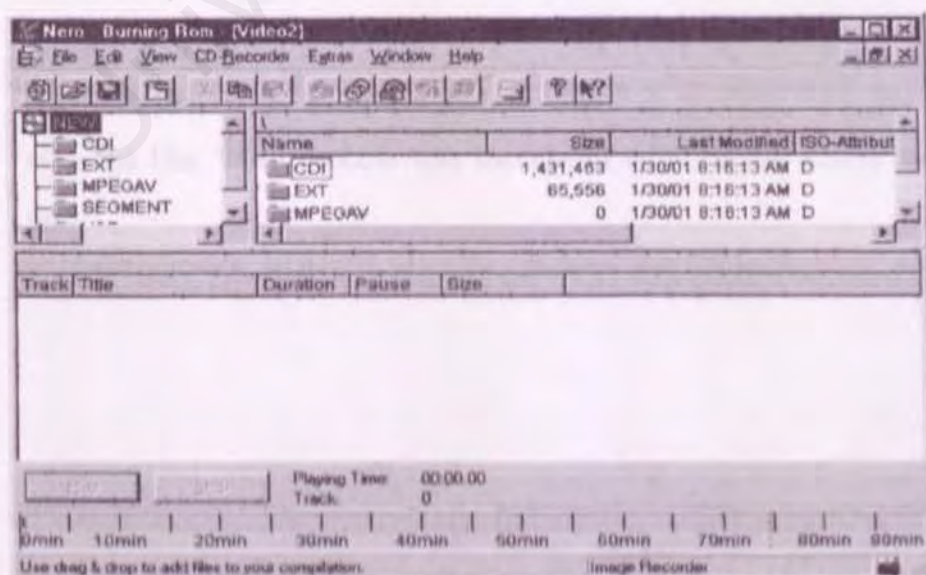 Nero - Burning Rom - [Video2]
File Edit View CD-Recorder Extras Window Help
NEW
CDI
EXT
MPEGAV
SEGMENT
\
Name Size Last Modified ISO-Attribut
CDI 1,431,463 1/30/01 8:16:13 AM D
EXT 65,556 1/30/01 8:16:13 AM D
MPEGAV 0 1/30/01 8:16:13 AM D
Track Title Duration Pause Size
Playing Time: 00:00.00
Track: 0
0min 10min 20min 30min 40min 50min 60min 70min 80min 90min
Use drag & drop to add files to your compilation. Image Recorder